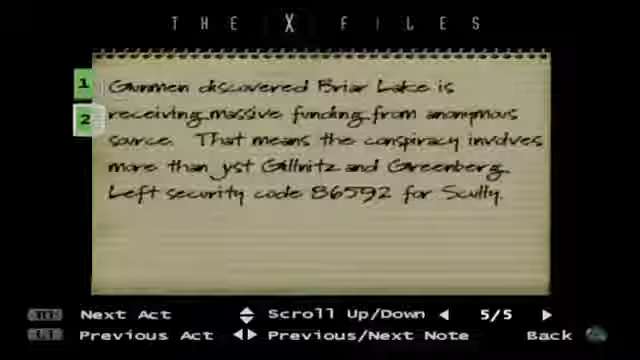 THE X FILES
1
Gunmen discovered Briar Lake is
2
receiving massive funding from anonymous
source. That means the conspiracy involves
more than just Gillnitz and Greenberg.
Left security code 86592 for Scully.
Next Act
Scroll Up/Down
5/5
Previous Act
Previous/Next Note
Back